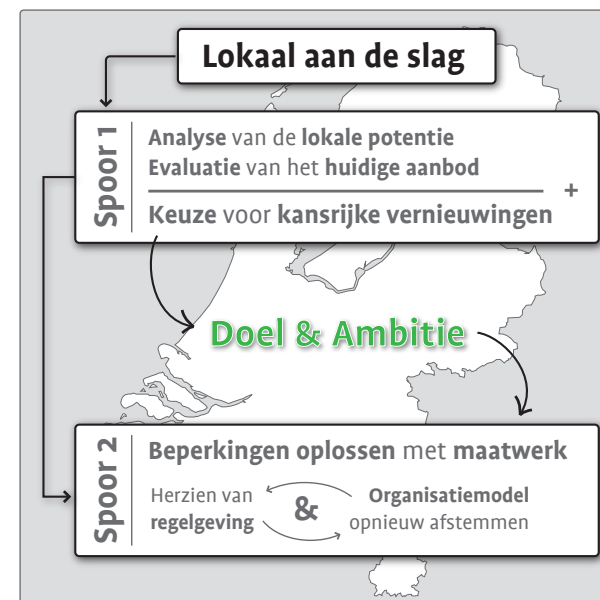 Lokaal aan de slag
Spoor 1
Analyse van de lokale potentie
Evaluatie van het huidige aanbod
+
Keuze voor kansrijke vernieuwingen
Doel & Ambitie
Spoor 2
Beperkingen oplossen met maatwerk
Herzien van
regelgeving
&
Organisatiemodel
opnieuw afstemmen